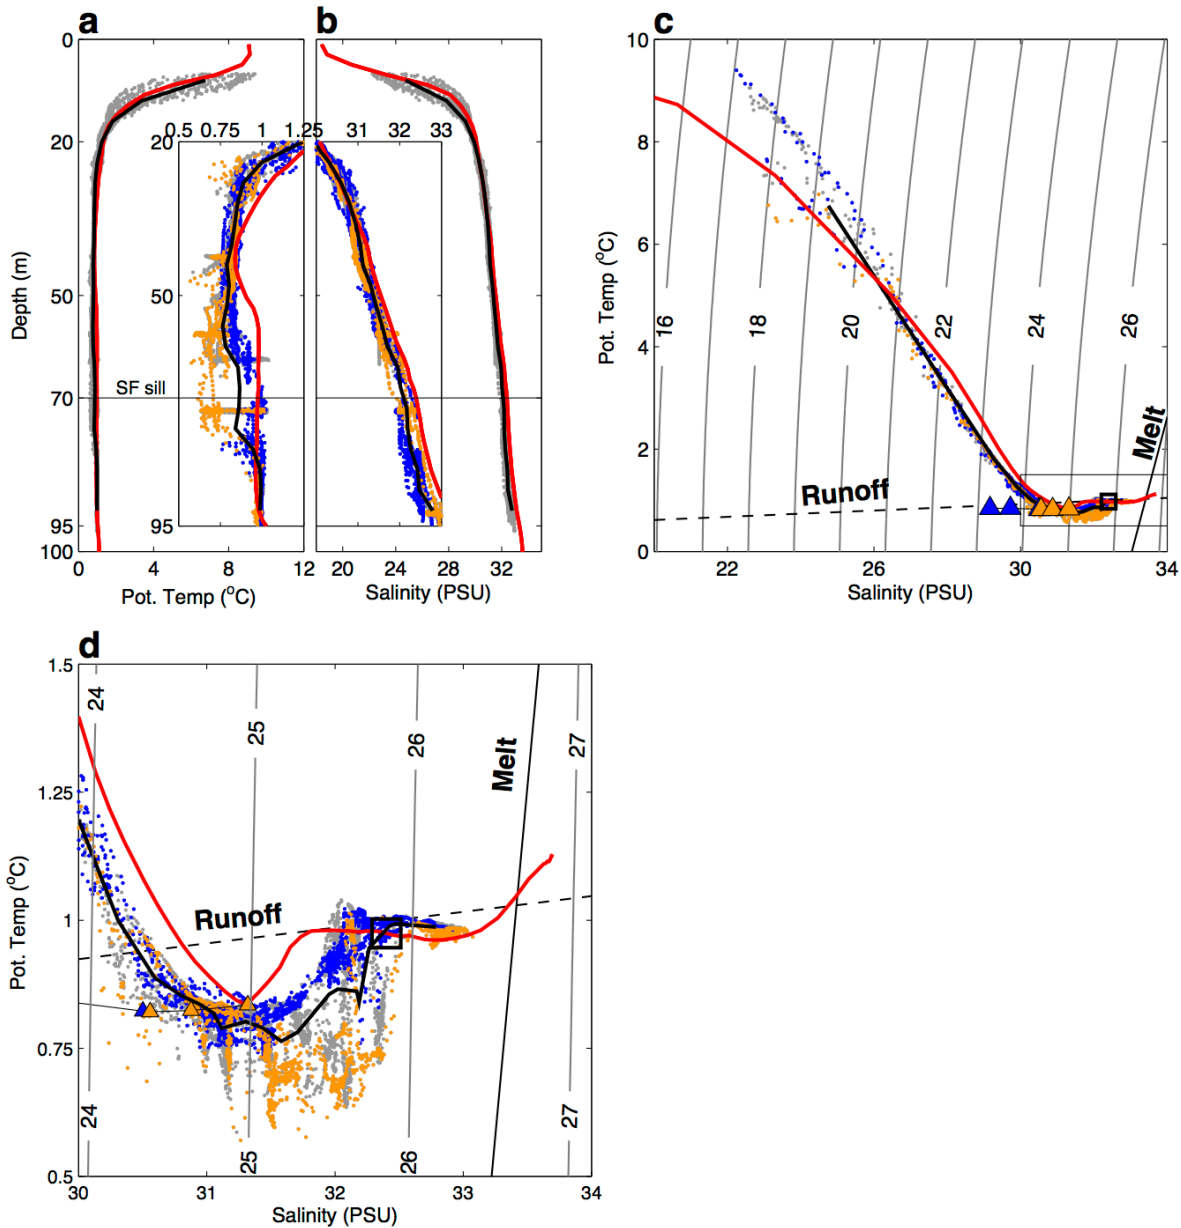 a
b
c
0
20
50
70
95
100
Depth (m)
0.5 0.75 1 1.25
20
50
70
95
SF sill
0 4 8 12
Pot. Temp (°C)
31 32 33
20 24 28 32
Salinity (PSU)
10
8
6
4
2
0
Pot. Temp (°C)
16 18 20 22 24 26
Runoff
Melt
22 26 30 34
Salinity (PSU)
d
1.5
1.25
1
0.75
0.5
Pot. Temp (°C)
24 25 26 27
Runoff
Melt
24 25 26 27
30 31 32 33 34
Salinity (PSU)